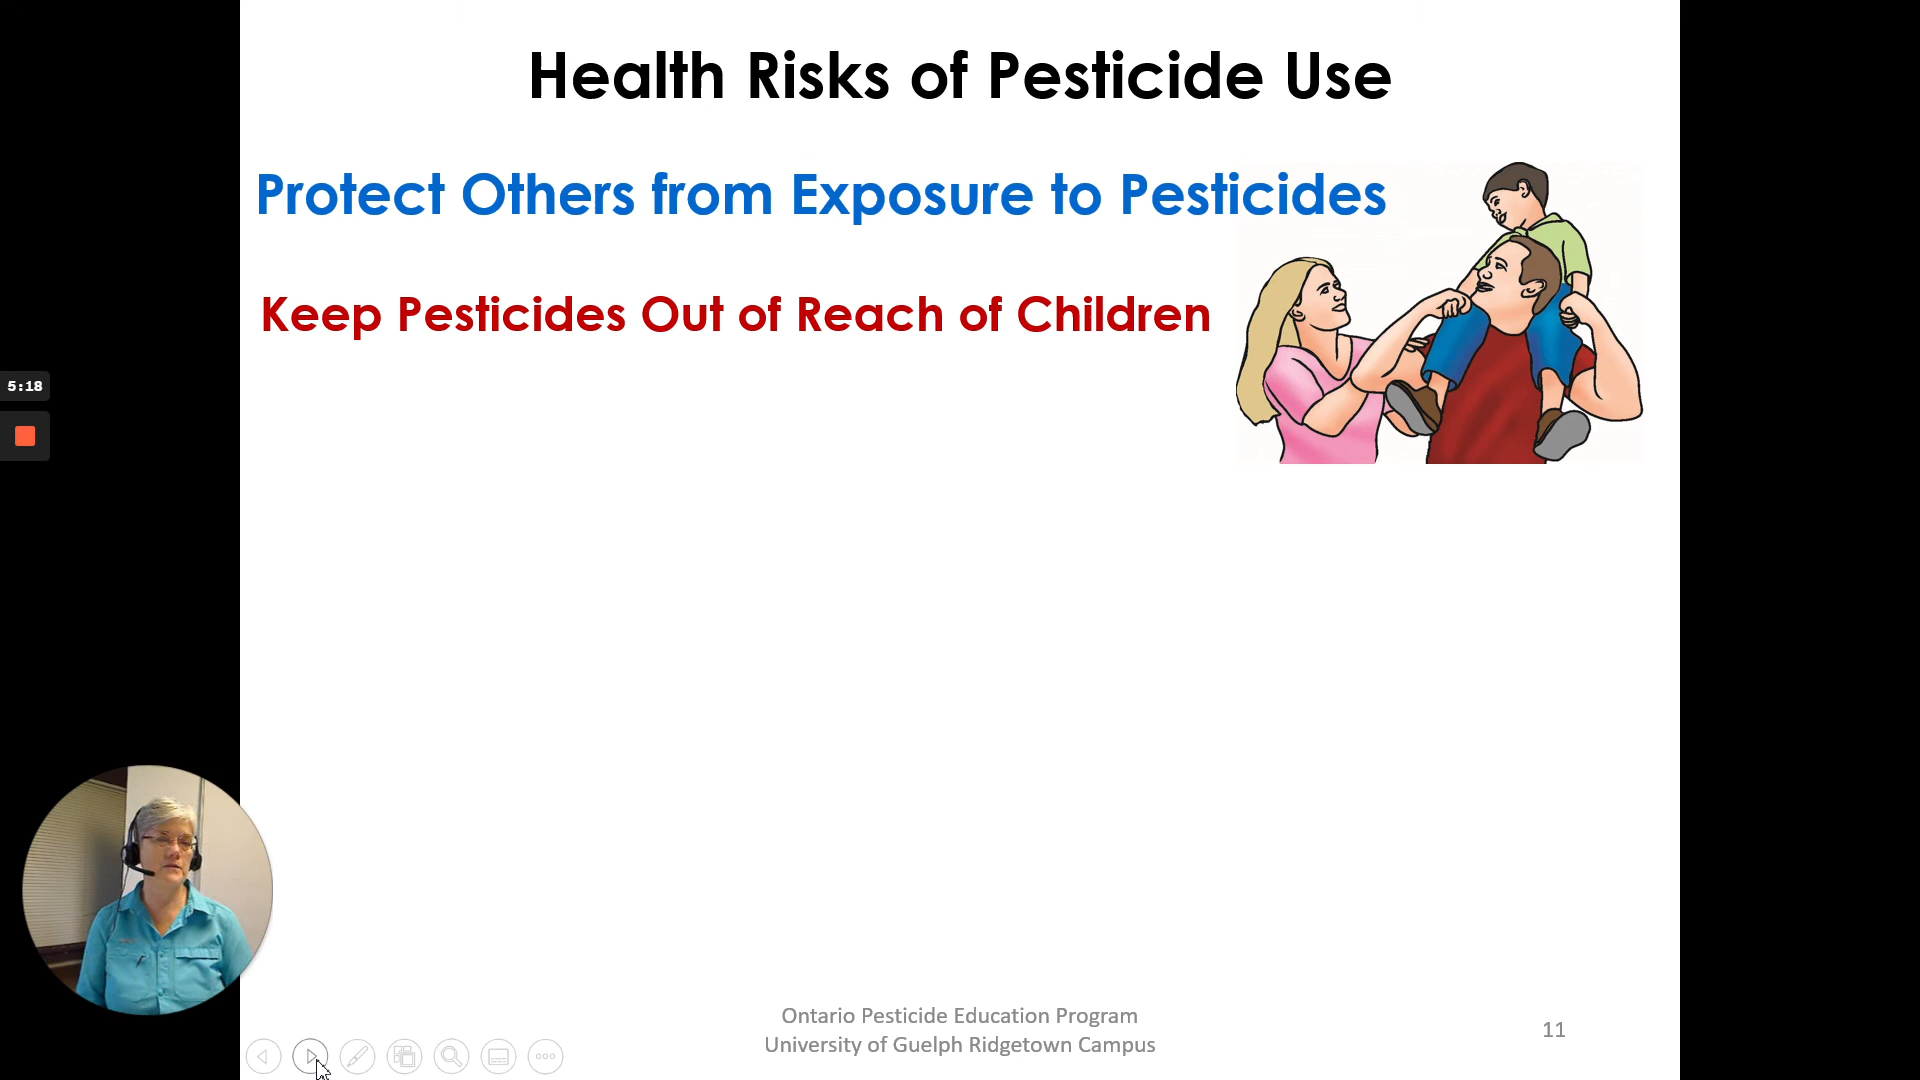 Health Risks of Pesticide Use
Protect Others from Exposure to Pesticides
Keep Pesticides Out of Reach of Children
5:18
Ontario Pesticide Education Program
University of Guelph Ridgetown Campus
11